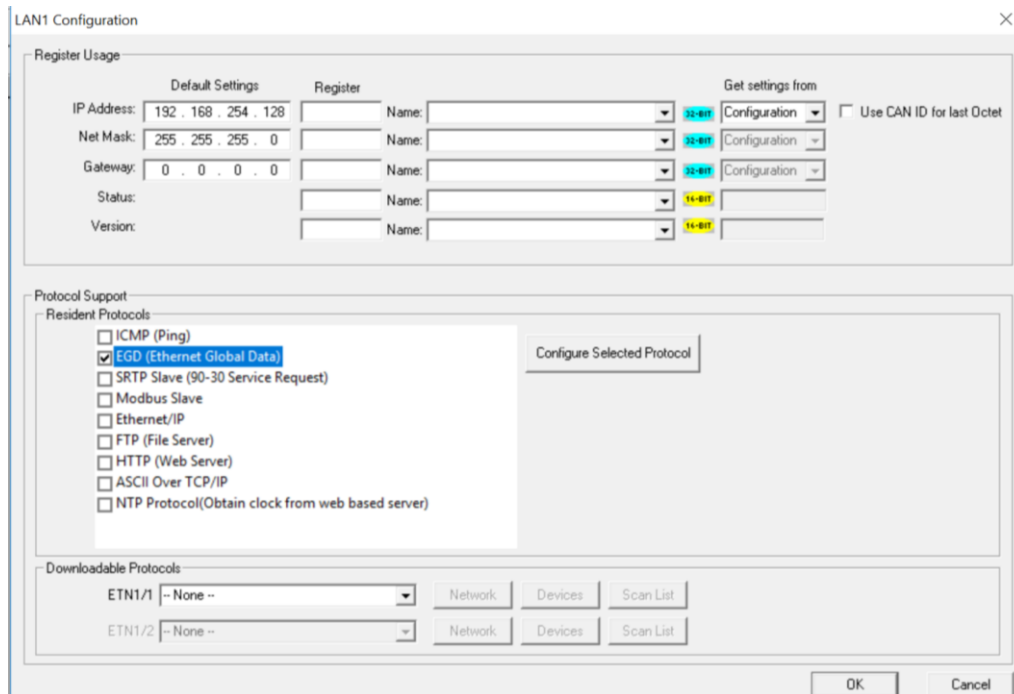 LAN1 Configuration
Register Usage
Default Settings Register Get settings from
IP Address: 192 . 168 . 254 . 128 Name: 32-BIT Configuration Use CAN ID for last Octet
Net Mask: 255 . 255 . 255 . 0 Name: 32-BIT Configuration
Gateway: 0 . 0 . 0 . 0 Name: 32-BIT Configuration
Status: Name: 16-BIT
Version: Name: 16-BIT
Protocol Support
Resident Protocols
ICMP (Ping)
EGD (Ethernet Global Data)
SRTP Slave (90-30 Service Request)
Modbus Slave
Ethernet/IP
FTP (File Server)
HTTP (Web Server)
ASCII Over TCP/IP
NTP Protocol(Obtain clock from web based server)
Configure Selected Protocol
Downloadable Protocols
ETN1/1 -- None -- Network Devices Scan List
ETN1/2 -- None -- Network Devices Scan List
OK Cancel